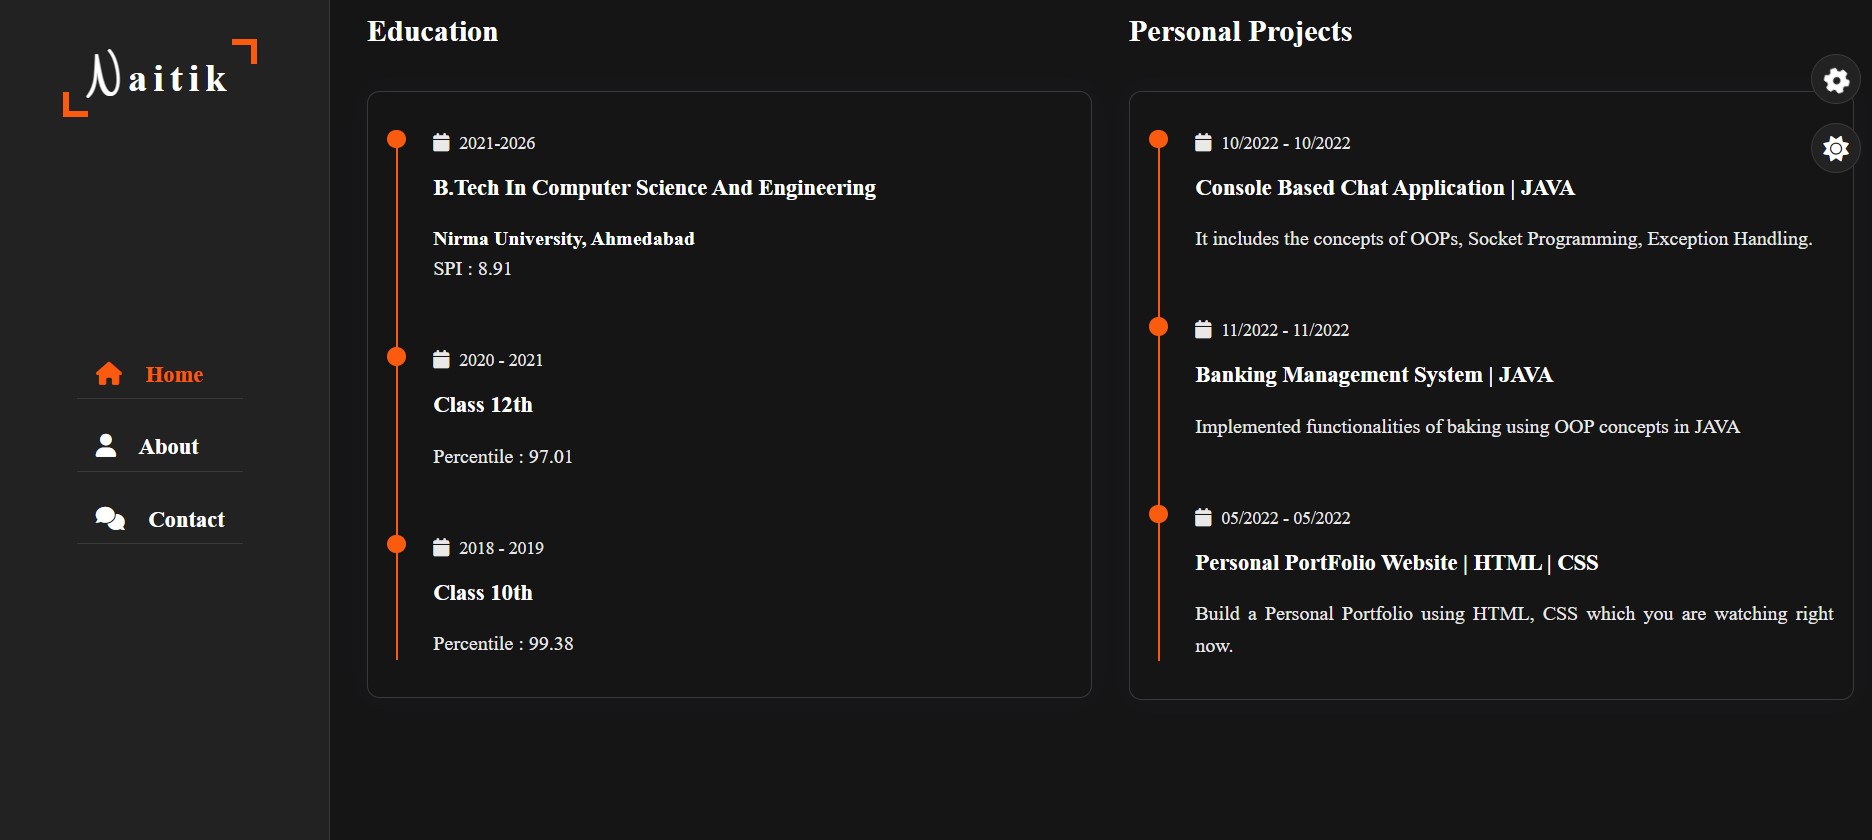 Naitik
Home
About
Contact
Education
2021-2026
B.Tech In Computer Science And Engineering
Nirma University, Ahmedabad
SPI : 8.91
2020 - 2021
Class 12th
Percentile : 97.01
2018 - 2019
Class 10th
Percentile : 99.38
Personal Projects
10/2022 - 10/2022
Console Based Chat Application | JAVA
It includes the concepts of OOPs, Socket Programming, Exception Handling.
11/2022 - 11/2022
Banking Management System | JAVA
Implemented functionalities of baking using OOP concepts in JAVA
05/2022 - 05/2022
Personal PortFolio Website | HTML | CSS
Build a Personal Portfolio using HTML, CSS which you are watching right
now.